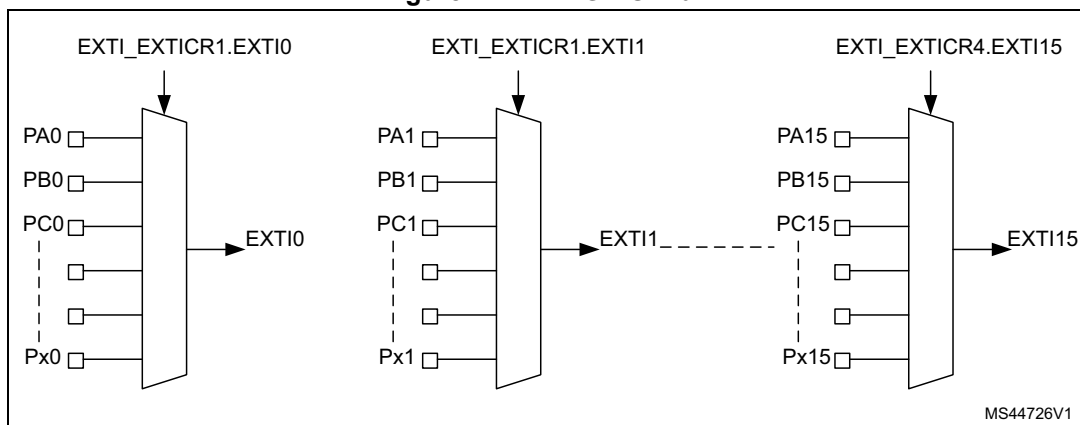 EXTI_EXTICR1.EXTI0
EXTI_EXTICR1.EXTI1
EXTI_EXTICR4.EXTI15
PA0
PB0
PC0
Px0
EXTI0
PA1
PB1
PC1
Px1
EXTI1
PA15
PB15
PC15
Px15
EXTI15
MS44726V1